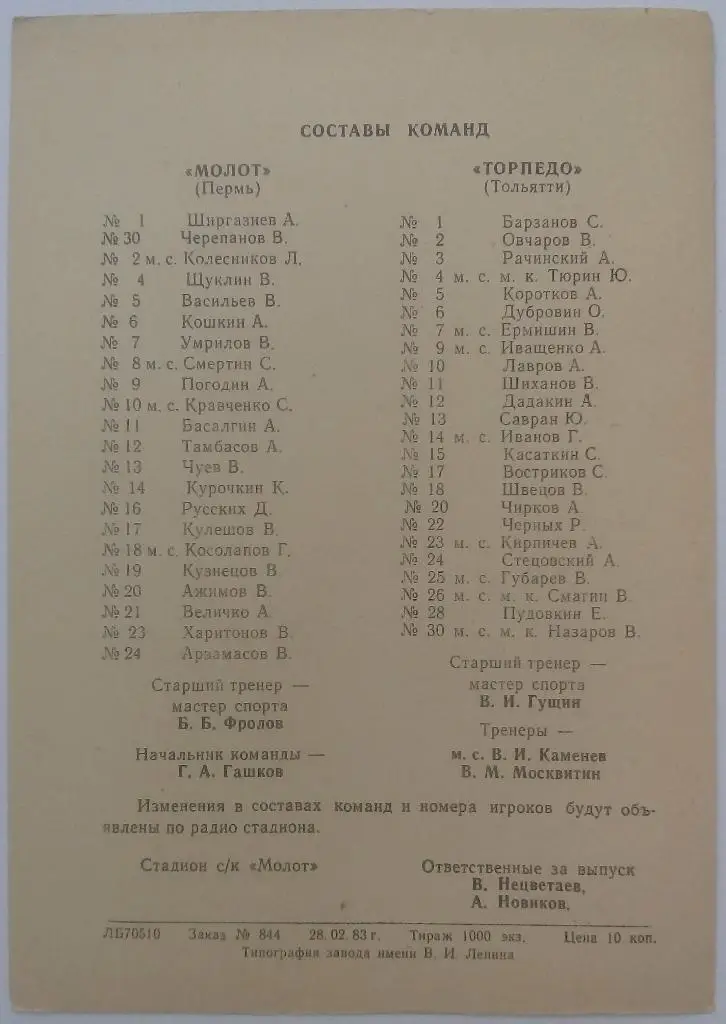 СОСТАВЫ КОМАНД
«МОЛОТ»
(Пермь)
№ 1 Ширгазиев А.
№ 30 Черепанов В.
№ 2 м. с. Колесников Л.
№ 4 Щуклин В.
№ 5 Васильев В.
№ 6 Кошкин А.
№ 7 Умрилов В.
№ 8 м. с. Смертин С.
№ 9 Погодин А.
№ 10 м. с. Кравченко С.
№ 11 Басалгин А.
№ 12 Тамбасов А.
№ 13 Чуев В.
№ 14 Курочкин К.
№ 16 Русских Д.
№ 17 Кулешов В.
№ 18 м. с. Косолапов Г.
№ 19 Кузнецов В.
№ 20 Ажимов В.
№ 21 Величко А.
№ 23 Харитонов В.
№ 24 Арзамасов В.
Старший тренер —
мастер спорта
Б. Б. Фролов
Начальник команды —
Г. А. Гашков
«ТОРПЕДО»
(Тольятти)
№ 1 Барзанов С.
№ 2 Овчаров В.
№ 3 Рачинский А.
№ 4 м. с. м. к. Тюрин Ю.
№ 5 Коротков А.
№ 6 Дубровин О.
№ 7 м. с. Ермишин В.
№ 9 м. с. Иващенко А.
№ 10 Лавров А.
№ 11 Шиханов В.
№ 12 Дадакин А.
№ 13 Савран Ю.
№ 14 м. с. Иванов Г.
№ 15 Касаткин С.
№ 17 Востриков С.
№ 18 Швецов В.
№ 20 Чирков А
№ 22 Черных Р.
№ 23 м. с. Кирпичев А.
№ 24 Стецовский А.
№ 25 м. с. Губарев В.
№ 26 м. с. м. к. Смагин В.
№ 28 Пудовкин Е.
№ 30 м. с. м. к. Назаров В.
Старший тренер —
мастер спорта
В. И. Гущин
Тренеры —
м. с. В. И. Каменев
В. М. Москвитин
Изменения в составах команд и номера игроков будут объ-
явлены по радио стадиона.
Стадион с/к «Молот»
Ответственные за выпуск
В. Нецветаев,
А. Новиков.
ЛБ70510 Заказ № 844 28.02.83 г. Тираж 1000 экз. Цена 10 коп.
Типография завода имени В. И. Ленина